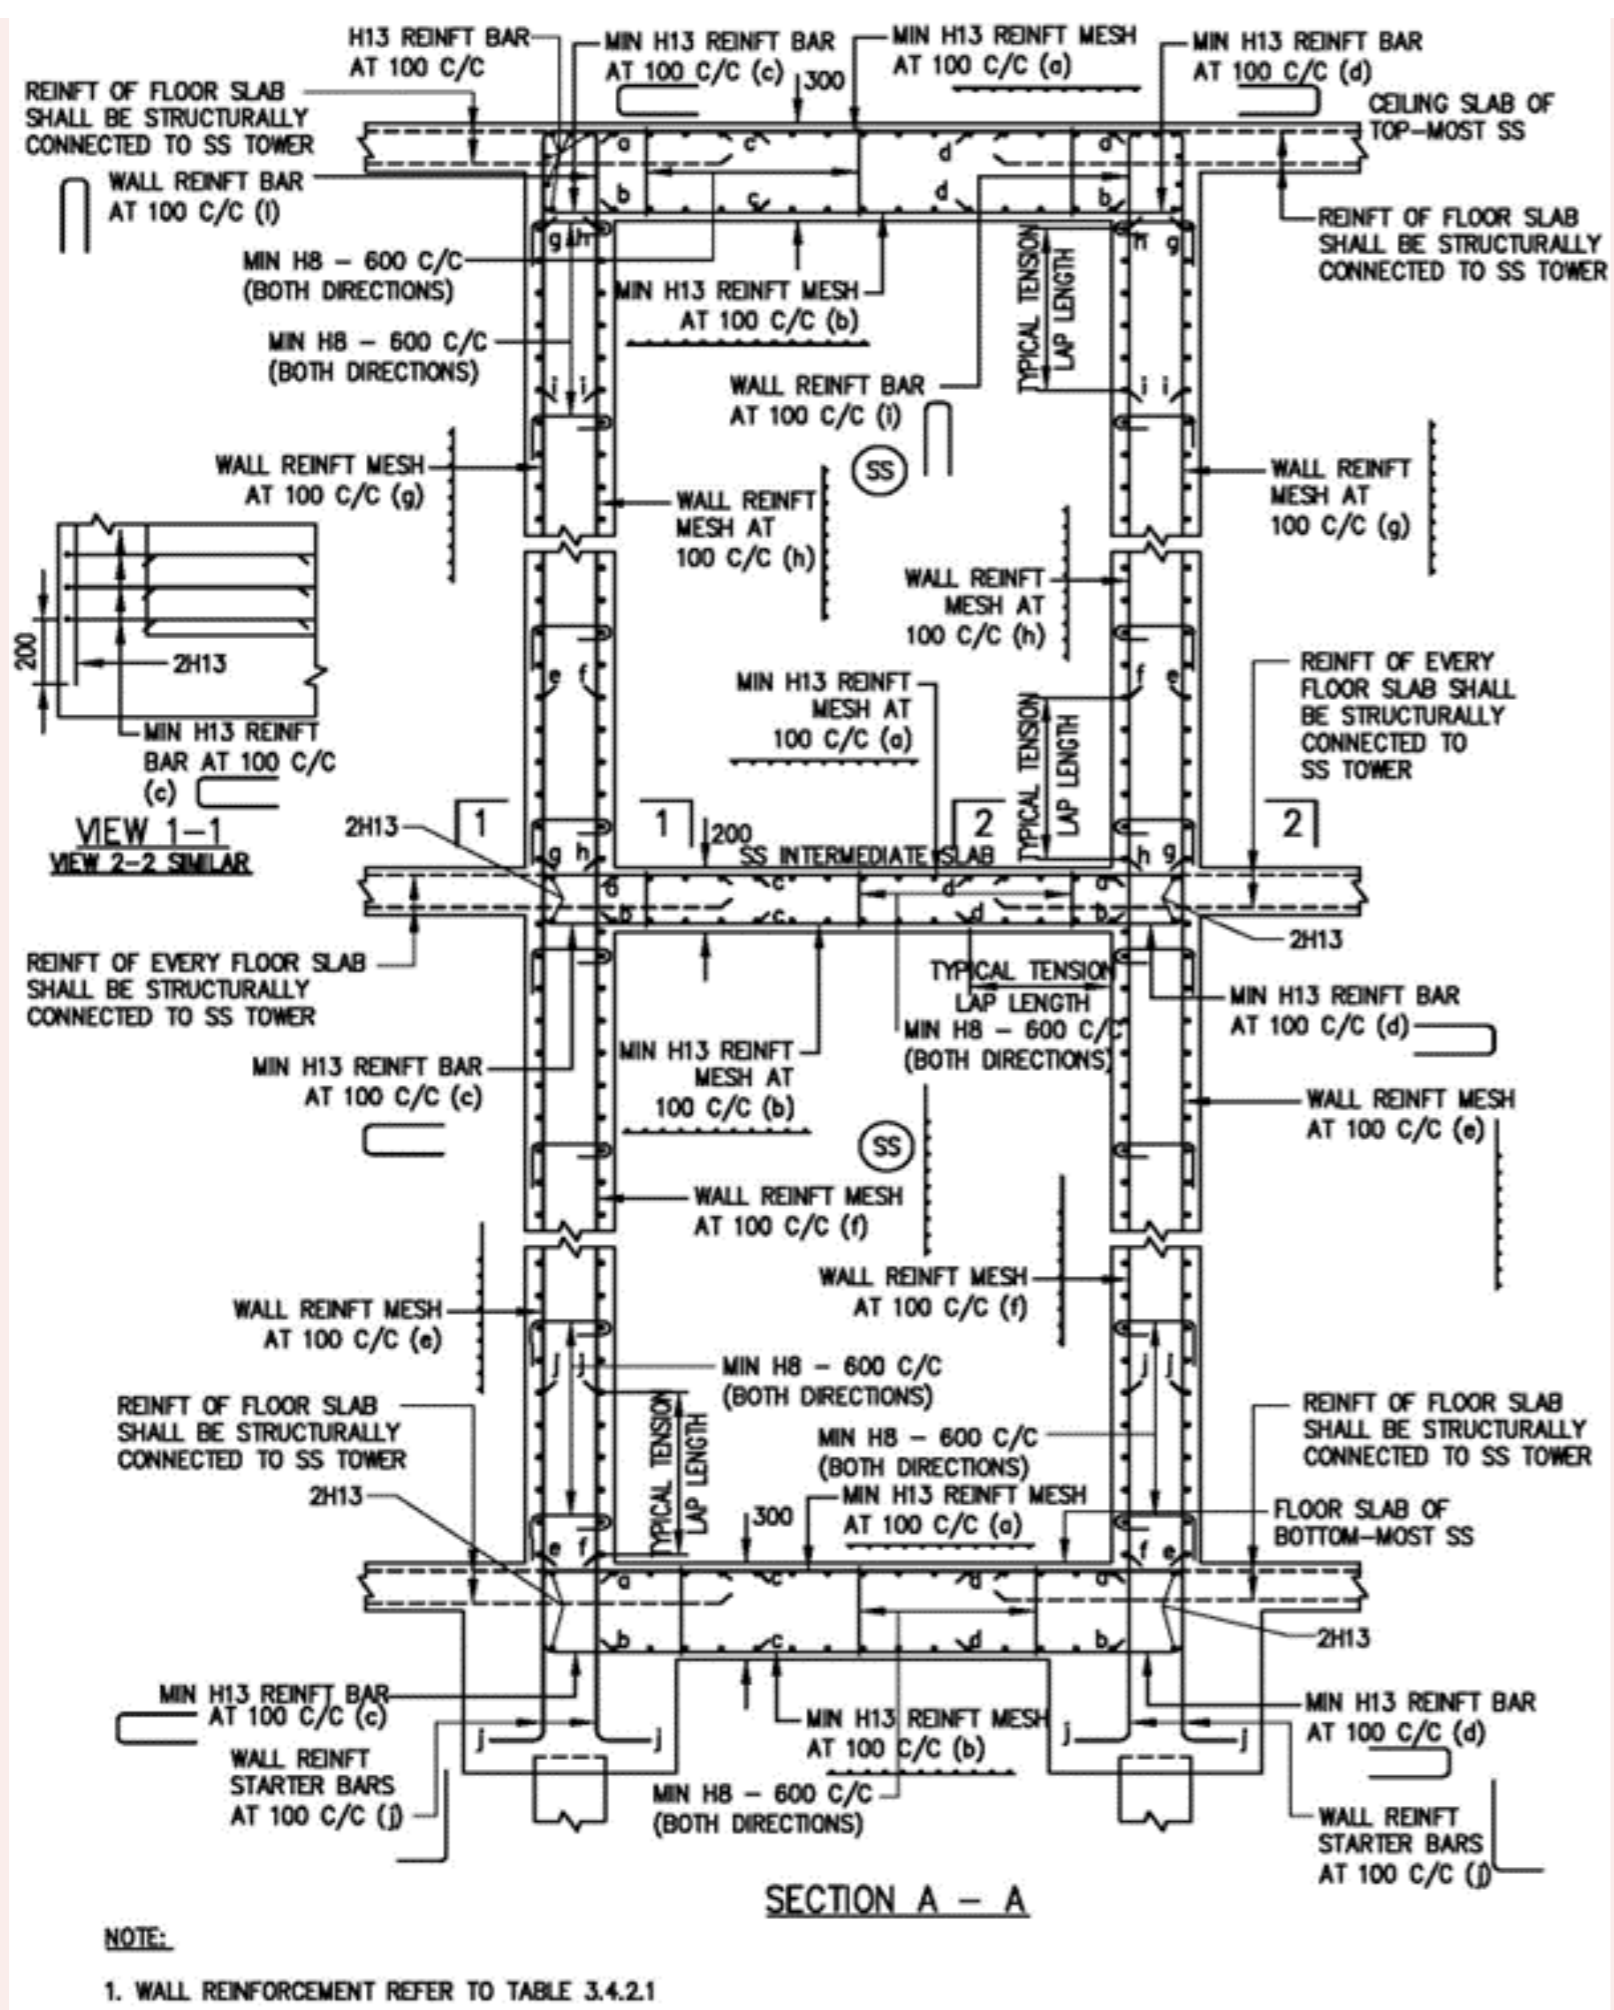 H13 REINFT BAR
AT 100 C/C
MIN H13 REINFT BAR
AT 100 C/C (c)
300
MIN H13 REINFT MESH
AT 100 C/C (a)
MIN H13 REINFT BAR
AT 100 C/C (d)
REINFT OF FLOOR SLAB
SHALL BE STRUCTURALLY
CONNECTED TO SS TOWER
CEILING SLAB OF
TOP-MOST SS
a c d a
b c d b
WALL REINFT BAR
AT 100 C/C (i)
REINFT OF FLOOR SLAB
SHALL BE STRUCTURALLY
CONNECTED TO SS TOWER
g h h g
MIN H8 - 600 C/C
(BOTH DIRECTIONS)
MIN H13 REINFT MESH
AT 100 C/C (b)
TYPICAL TENSION
LAP LENGTH
MIN H8 - 600 C/C
(BOTH DIRECTIONS)
i i i i
WALL REINFT BAR
AT 100 C/C (i)
SS
WALL REINFT MESH
AT 100 C/C (g)
WALL REINFT
MESH AT
100 C/C (h)
WALL REINFT
MESH AT
100 C/C (g)
WALL REINFT
MESH AT
100 C/C (h)
200
2H13
MIN H13 REINFT
BAR AT 100 C/C
(c)
VIEW 1-1
VIEW 2-2 SIMILAR
e f f e
MIN H13 REINFT
MESH AT
100 C/C (a)
TYPICAL TENSION
LAP LENGTH
REINFT OF EVERY
FLOOR SLAB SHALL
BE STRUCTURALLY
CONNECTED TO
SS TOWER
2H13
1 1 2 2
200
SS INTERMEDIATE SLAB
g h h g
a c d a
b c d b
2H13
REINFT OF EVERY FLOOR SLAB
SHALL BE STRUCTURALLY
CONNECTED TO SS TOWER
TYPICAL TENSION
LAP LENGTH
MIN H8 - 600 C/C
(BOTH DIRECTIONS)
MIN H13 REINFT BAR
AT 100 C/C (d)
MIN H13 REINFT BAR
AT 100 C/C (c)
MIN H13 REINFT
MESH AT
100 C/C (b)
SS
WALL REINFT MESH
AT 100 C/C (e)
WALL REINFT MESH
AT 100 C/C (f)
WALL REINFT MESH
AT 100 C/C (f)
WALL REINFT MESH
AT 100 C/C (e)
j j j j
MIN H8 - 600 C/C
(BOTH DIRECTIONS)
REINFT OF FLOOR SLAB
SHALL BE STRUCTURALLY
CONNECTED TO SS TOWER
TYPICAL TENSION
LAP LENGTH
MIN H8 - 600 C/C
(BOTH DIRECTIONS)
REINFT OF FLOOR SLAB
SHALL BE STRUCTURALLY
CONNECTED TO SS TOWER
2H13
300
MIN H13 REINFT MESH
AT 100 C/C (a)
FLOOR SLAB OF
BOTTOM-MOST SS
e f f e
a c d a
b c d b
2H13
MIN H13 REINFT BAR
AT 100 C/C (c)
j j j j
MIN H13 REINFT MESH
AT 100 C/C (b)
MIN H13 REINFT BAR
AT 100 C/C (d)
WALL REINFT
STARTER BARS
AT 100 C/C (j)
MIN H8 - 600 C/C
(BOTH DIRECTIONS)
WALL REINFT
STARTER BARS
AT 100 C/C (j)
SECTION A - A
NOTE:
1. WALL REINFORCEMENT REFER TO TABLE 3.4.2.1